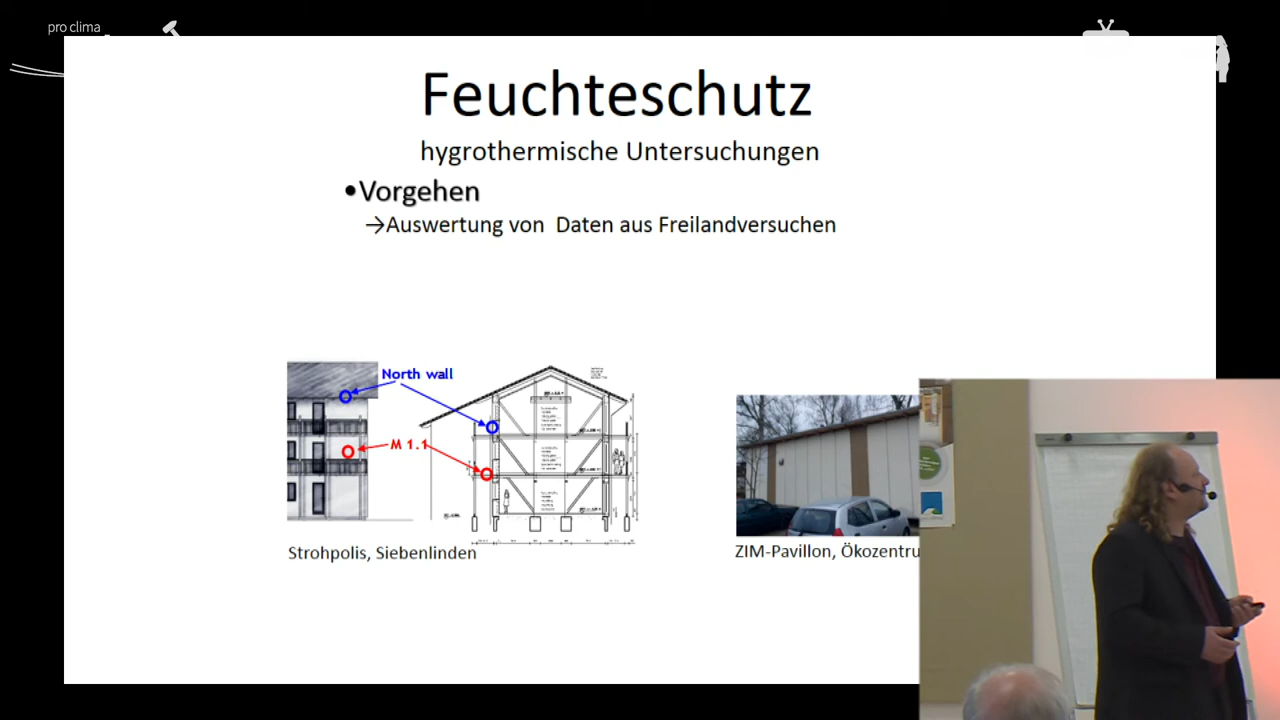 pro clima
Feuchteschutz
hygrothermische Untersuchungen
•Vorgehen
→Auswertung von Daten aus Freilandversuchen
North wall
M 1.1
Strohpolis, Siebenlinden
ZIM-Pavillon, Ökozentru